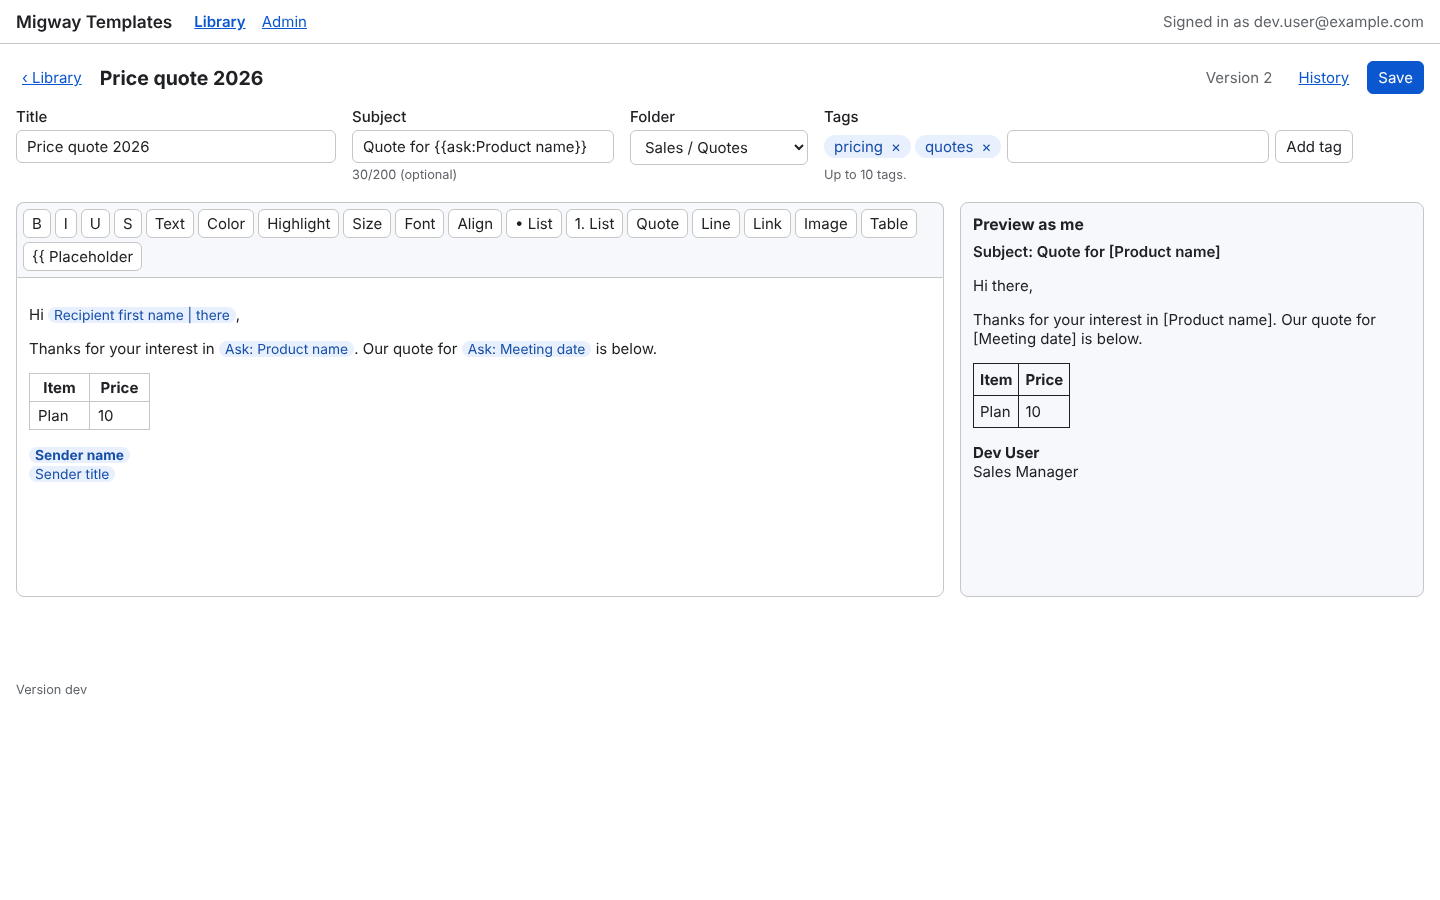 Migway Templates Library Admin Signed in as dev.user@example.com
‹ Library Price quote 2026 Version 2 History Save
Title Subject Folder Tags
Price quote 2026 Quote for {{ask:Product name}} Sales / Quotes pricing × quotes × Add tag
30/200 (optional) Up to 10 tags.
B I U S Text Color Highlight Size Font Align • List 1. List Quote Line Link Image Table
{{ Placeholder
Hi Recipient first name | there ,
Thanks for your interest in Ask: Product name . Our quote for Ask: Meeting date is below.
Item Price
Plan 10
Sender name
Sender title
Preview as me
Subject: Quote for [Product name]
Hi there,
Thanks for your interest in [Product name]. Our quote for
[Meeting date] is below.
Item Price
Plan 10
Dev User
Sales Manager
Version dev